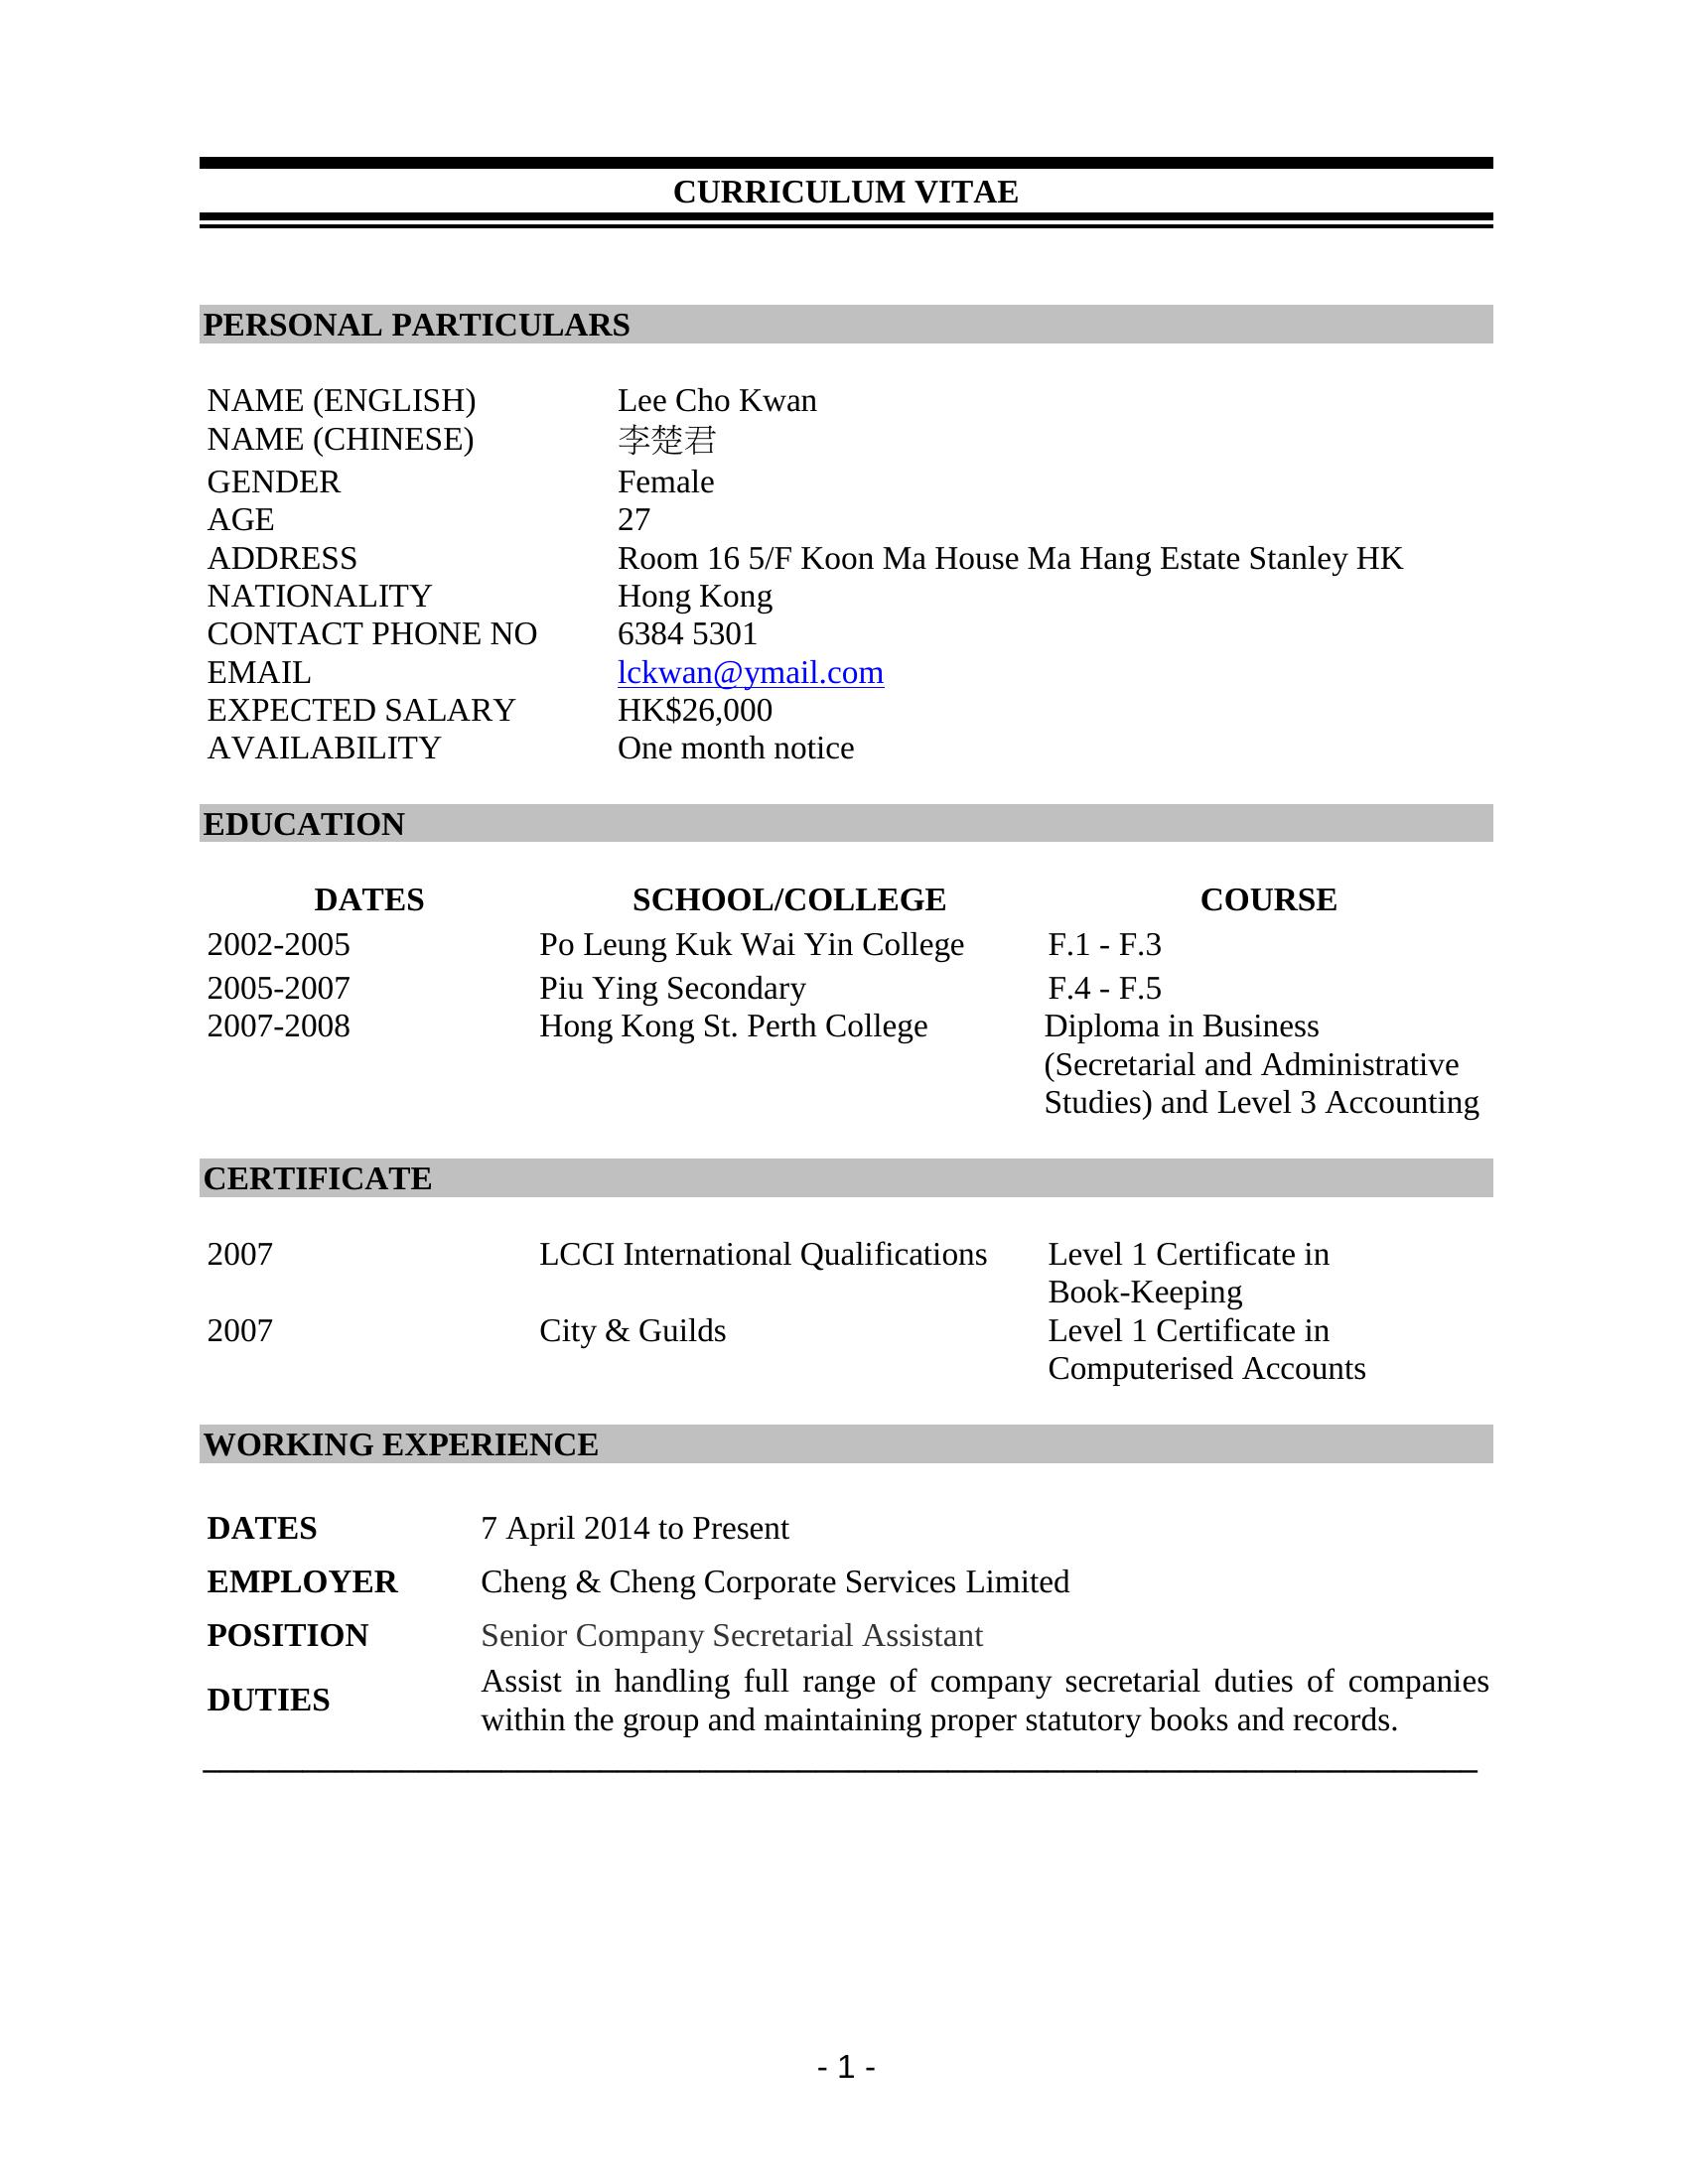 CURRICULUM VITAE
PERSONAL PARTICULARS
NAME (ENGLISH) Lee Cho Kwan
NAME (CHINESE) 李楚君
GENDER Female
AGE 27
ADDRESS Room 16 5/F Koon Ma House Ma Hang Estate Stanley HK
NATIONALITY Hong Kong
CONTACT PHONE NO 6384 5301
EMAIL lckwan@ymail.com
EXPECTED SALARY HK$26,000
AVAILABILITY One month notice
EDUCATION
DATES SCHOOL/COLLEGE COURSE
2002-2005 Po Leung Kuk Wai Yin College F.1 - F.3
2005-2007 Piu Ying Secondary F.4 - F.5
2007-2008 Hong Kong St. Perth College Diploma in Business
(Secretarial and Administrative
Studies) and Level 3 Accounting
CERTIFICATE
2007 LCCI International Qualifications Level 1 Certificate in
Book-Keeping
2007 City & Guilds Level 1 Certificate in
Computerised Accounts
WORKING EXPERIENCE
DATES 7 April 2014 to Present
EMPLOYER Cheng & Cheng Corporate Services Limited
POSITION Senior Company Secretarial Assistant
DUTIES Assist in handling full range of company secretarial duties of companies
within the group and maintaining proper statutory books and records.
- 1 -